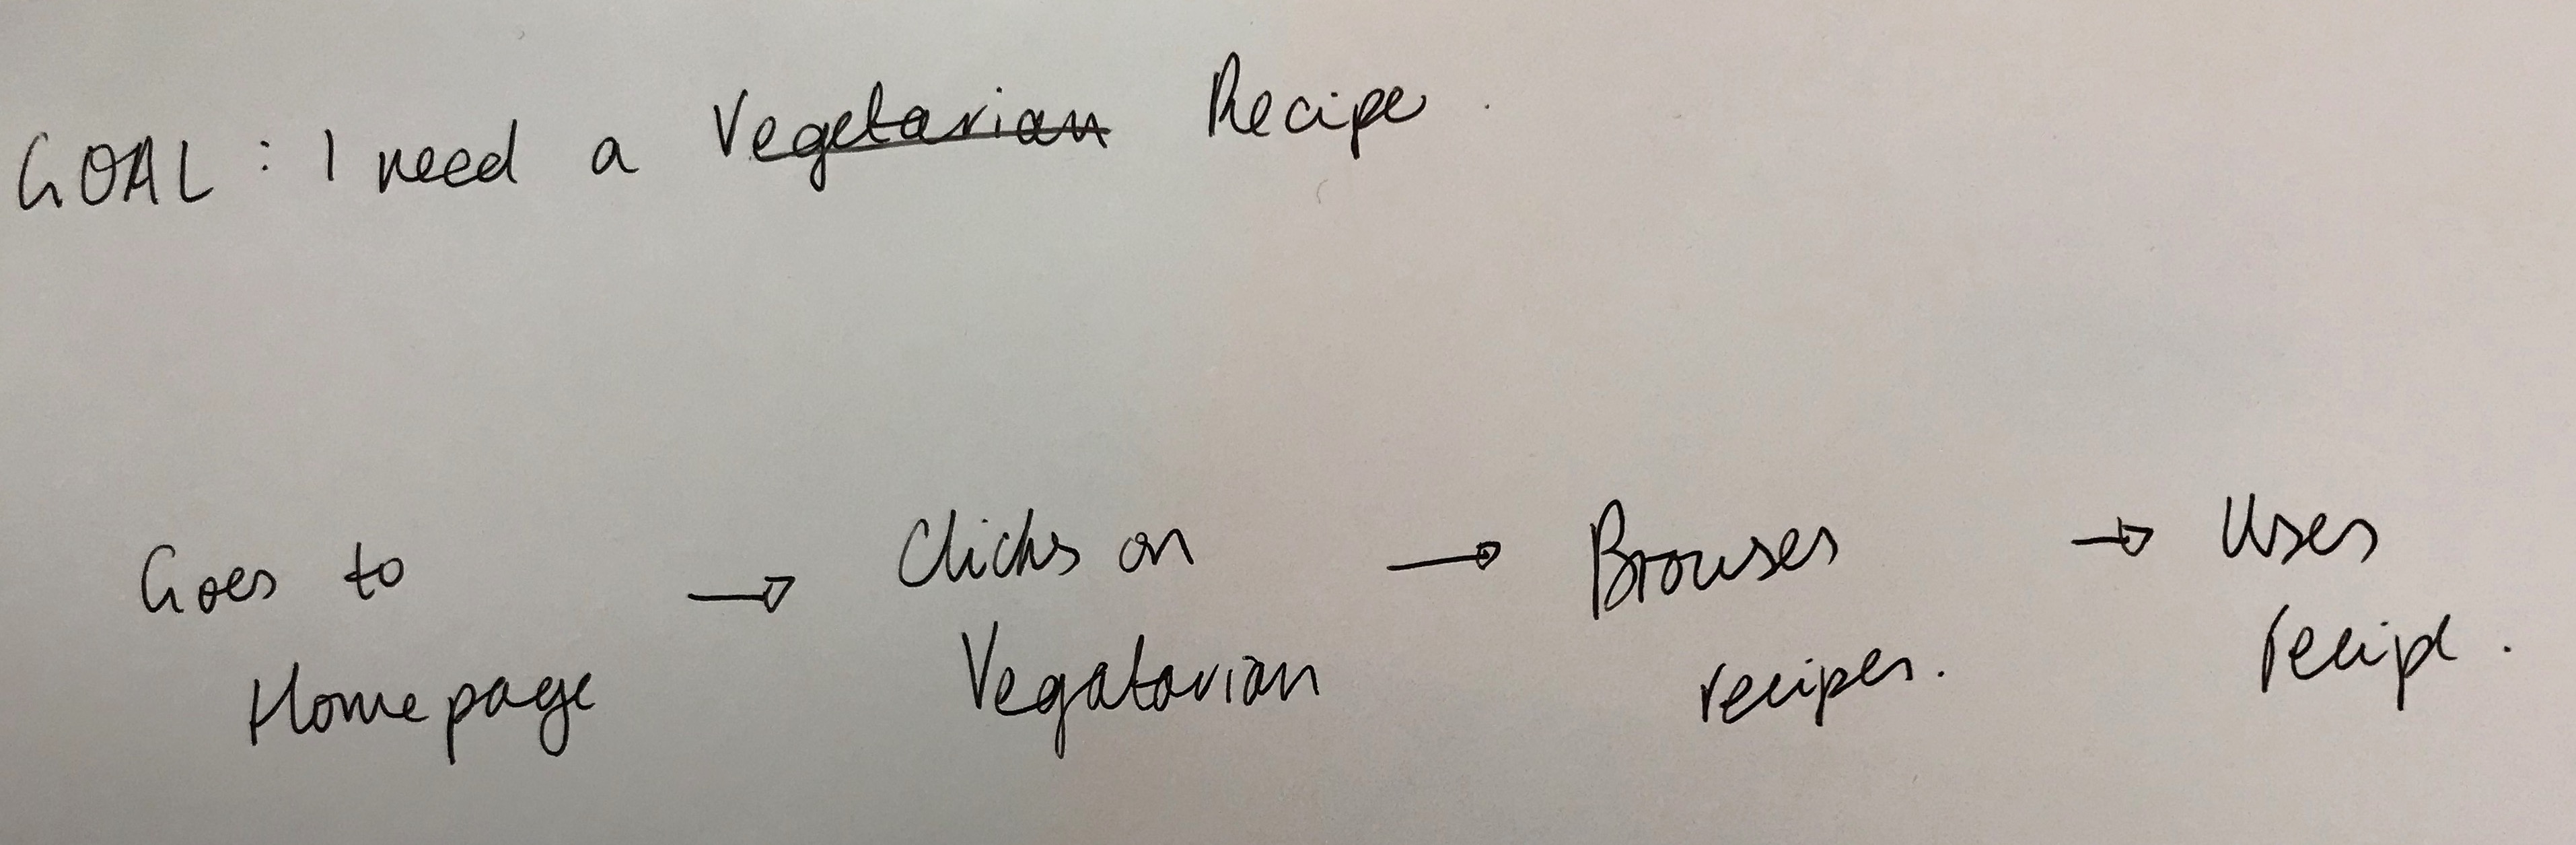 GOAL : I need a Vegetarian Recipe.
Goes to → Clicks on → Browses → Uses
Homepage Vegatarian recipes. recipe.